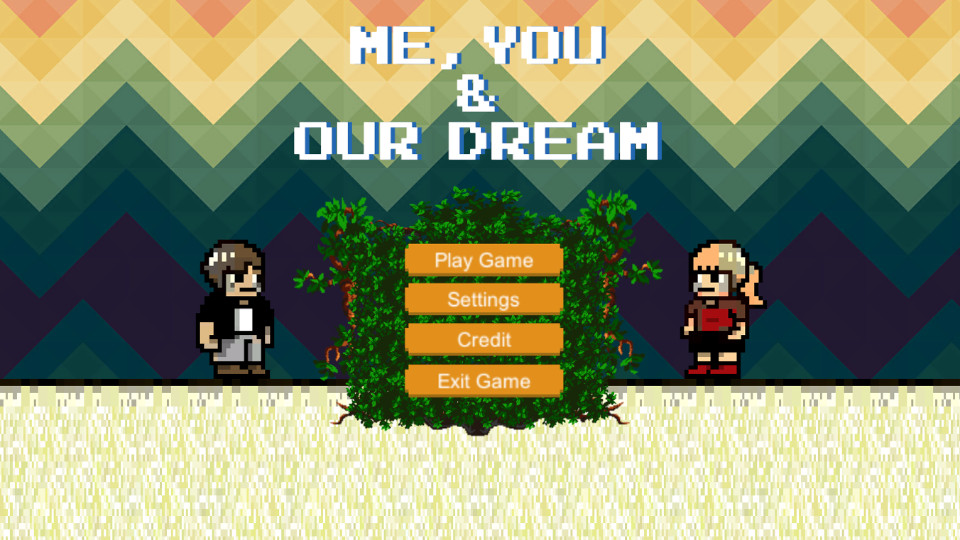 ME, YOU
&
OUR DREAM
Play Game
Settings
Credit
Exit Game